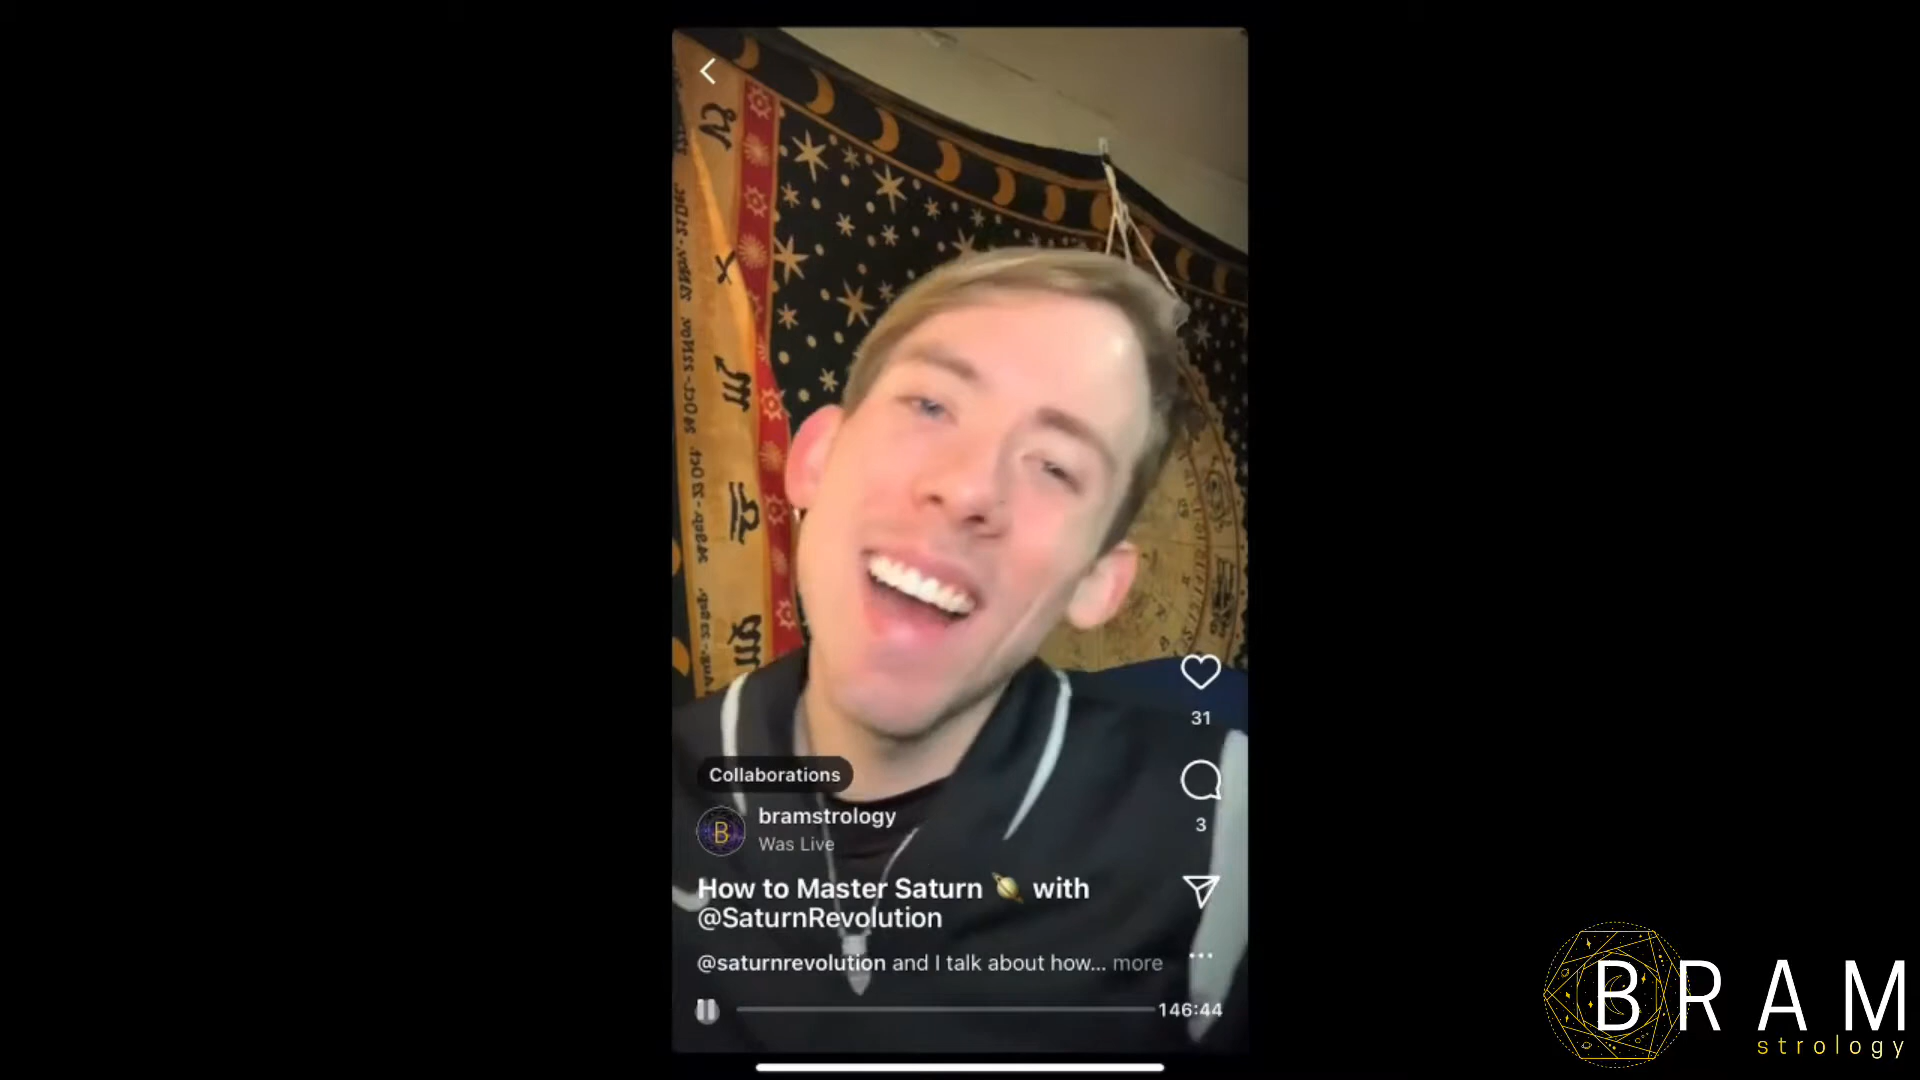 Collaborations
bramstrology
Was Live
How to Master Saturn 🪐 with
@SaturnRevolution
@saturnrevolution and I talk about how... more
31
3
146:44
B
BRAM
strology